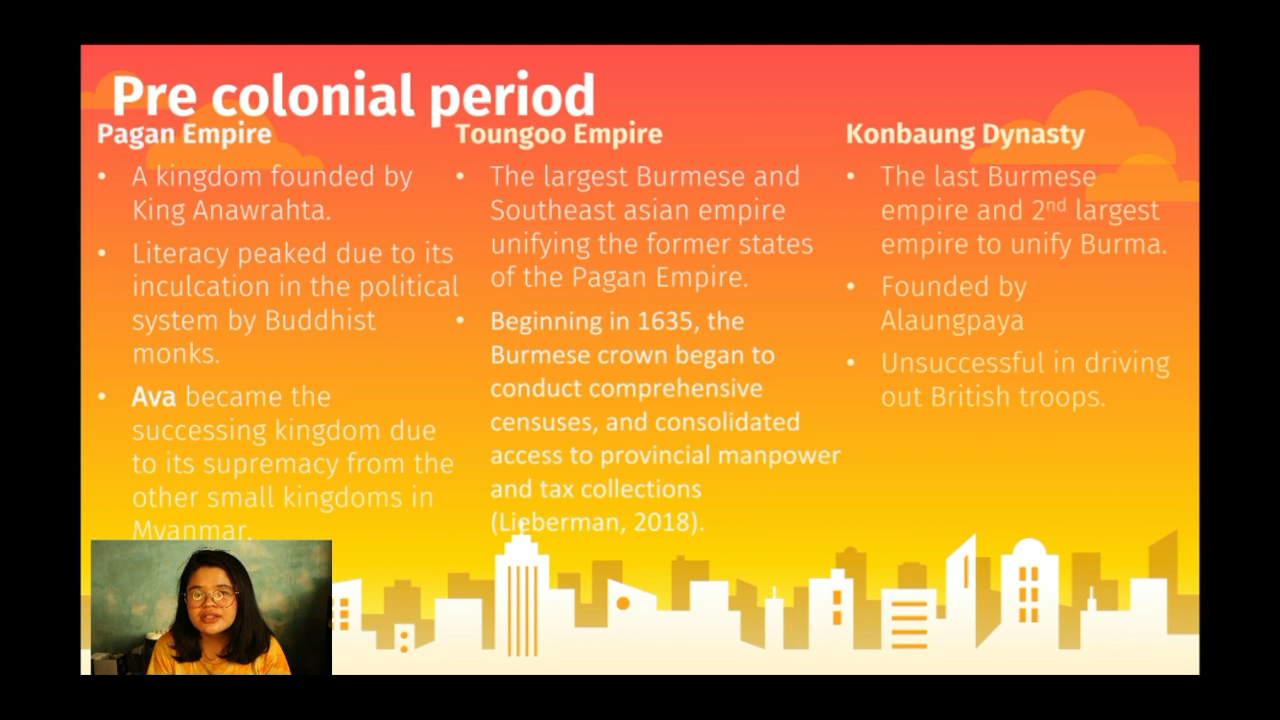 Pre colonial period
Pagan Empire
• A kingdom founded by
King Anawrahta.
• Literacy peaked due to its
inculcation in the political
system by Buddhist
monks.
• Ava became the
successing kingdom due
to its supremacy from the
other small kingdoms in
Myanmar.
Toungoo Empire
• The largest Burmese and
Southeast asian empire
unifying the former states
of the Pagan Empire.
• Beginning in 1635, the
Burmese crown began to
conduct comprehensive
censuses, and consolidated
access to provincial manpower
and tax collections
(Lieberman, 2018).
Konbaung Dynasty
• The last Burmese
empire and 2nd largest
empire to unify Burma.
• Founded by
Alaungpaya
• Unsuccessful in driving
out British troops.